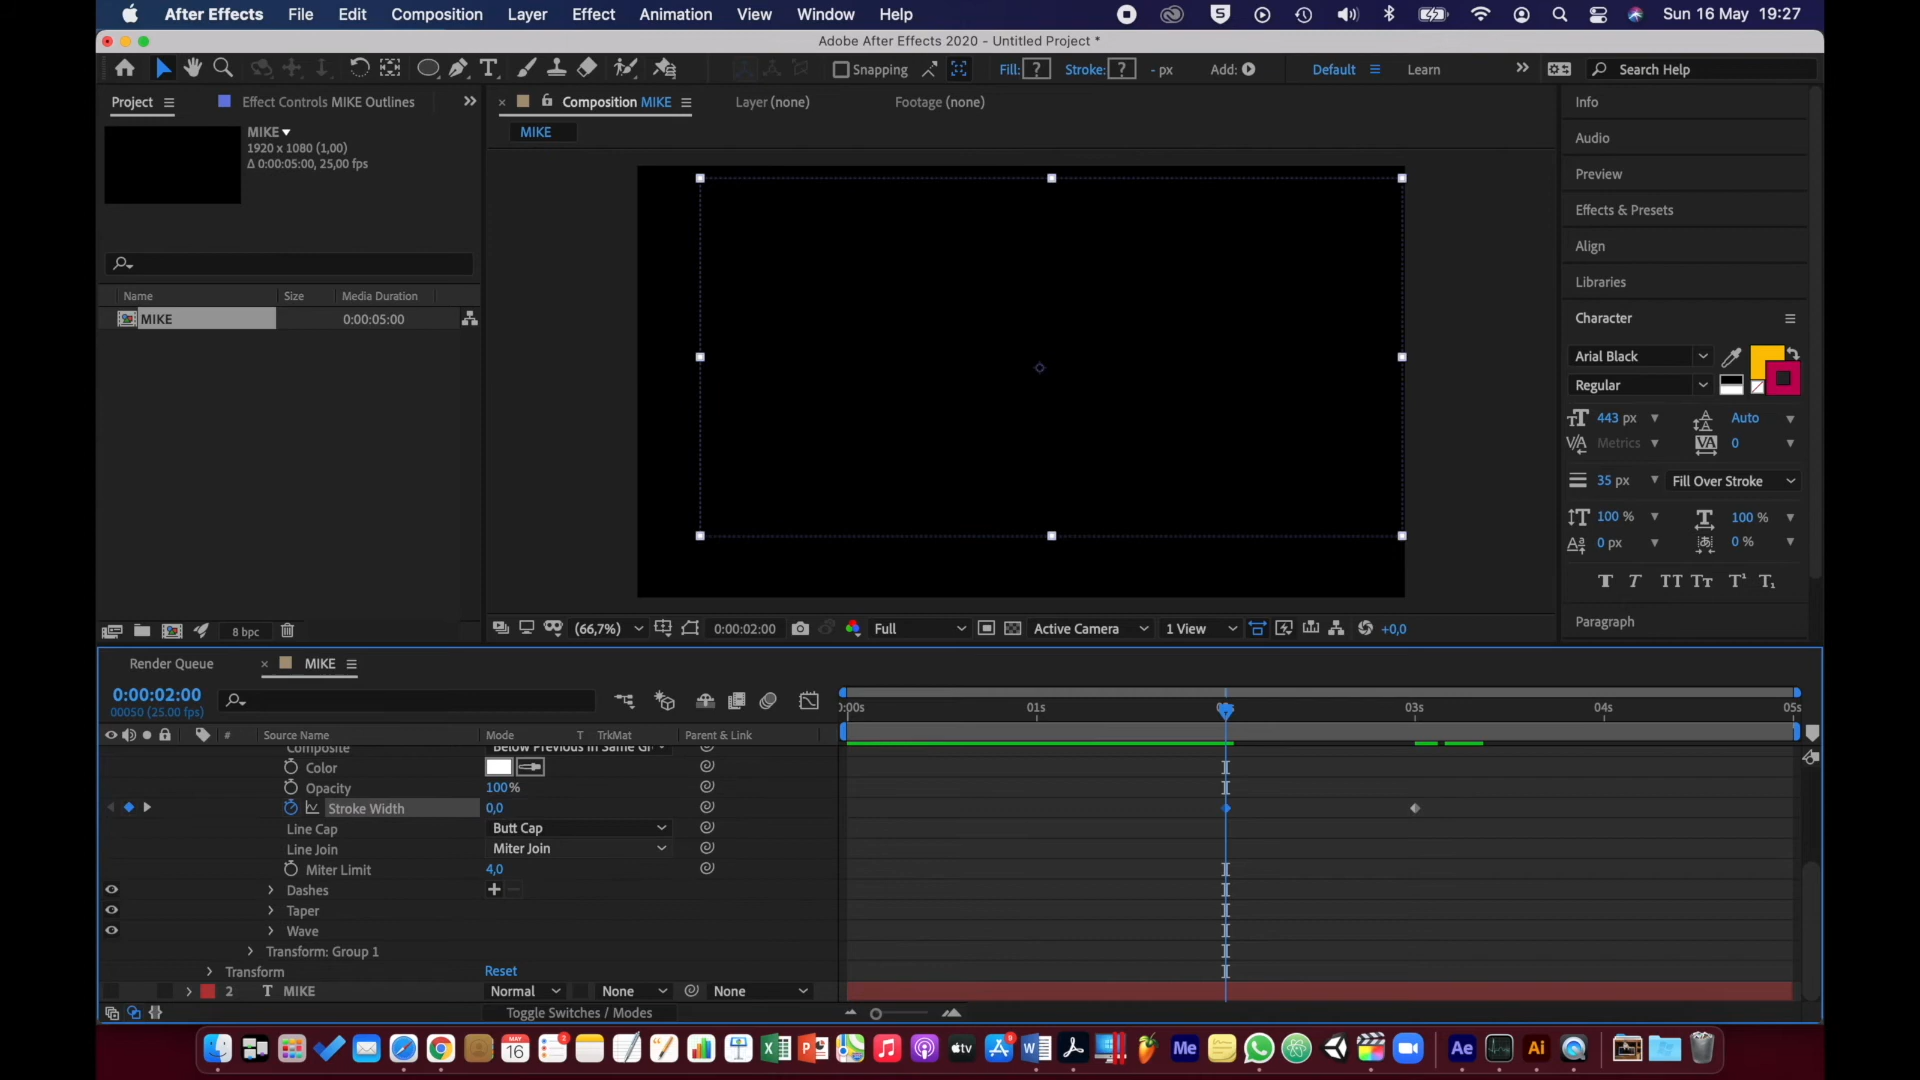 After Effects File Edit Composition Layer Effect Animation View Window Help Sun 16 May 19:27
Adobe After Effects 2020 - Untitled Project *
Snapping Fill: ? Stroke: ? - px Add: Default Learn Search Help
Project Effect Controls MIKE Outlines Composition MIKE Layer (none) Footage (none) Info
MIKE
1920 x 1080 (1,00)
Δ 0:00:05:00, 25,00 fps
MIKE
Audio
Preview
Effects & Presets
Align
Libraries
Name Size Media Duration
MIKE 0:00:05:00
Character
Arial Black
Regular
443 px Auto
Metrics 0
35 px Fill Over Stroke
100 % 100 %
0 px 0 %
Paragraph
8 bpc (66,7%) 0:00:02:00 Full Active Camera 1 View +0,0
Render Queue MIKE
0:00:02:00
00050 (25.00 fps)
0:00s 01s 03s 04s 05s
# Source Name Mode T TrkMat Parent & Link
Composite Below Previous in Same Gr
Color
Opacity 100%
Stroke Width 0,0
Line Cap Butt Cap
Line Join Miter Join
Miter Limit 4,0
Dashes
Taper
Wave
Transform: Group 1
Transform Reset
2 T MIKE Normal None None
Toggle Switches / Modes
MAY 16 tv Me Ae Ai